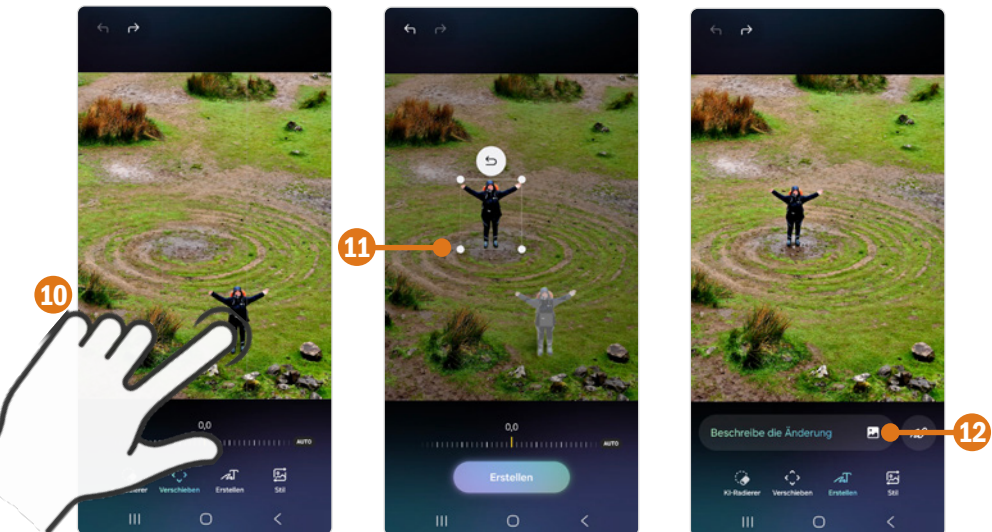 10
0,0
AUTO
Verschieben
Erstellen
Stil
11
0,0
AUTO
Erstellen
Beschreibe die Änderung
12
KI-Radierer
Verschieben
Erstellen
Stil